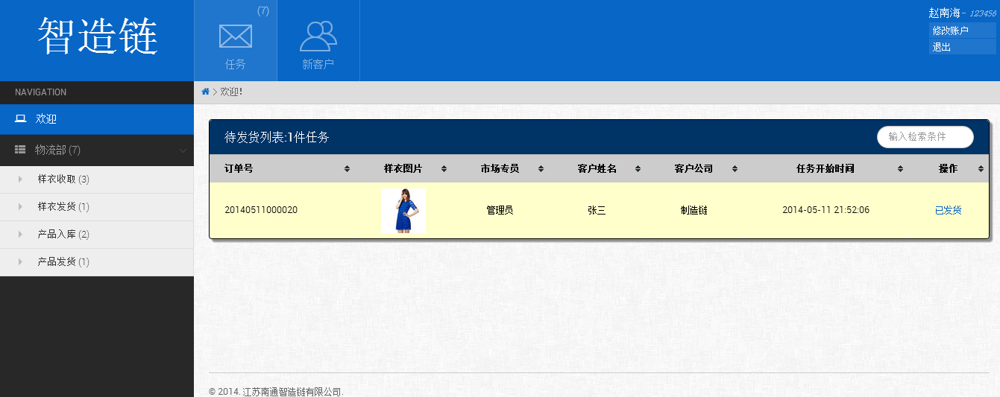 智造链
(7)
任务
新客户
赵南海 - 123456
修改账户
退出
NAVIGATION
欢迎
物流部 (7)
样衣收取 (3)
样衣发货 (1)
产品入库 (2)
产品发货 (1)
欢迎!
待发货列表:1件任务
输入检索条件
订单号 样衣图片 市场专员 客户姓名 客户公司 任务开始时间 操作
20140511000020 管理员 张三 制造链 2014-05-11 21:52:06 已发货
© 2014. 江苏南通智造链有限公司.